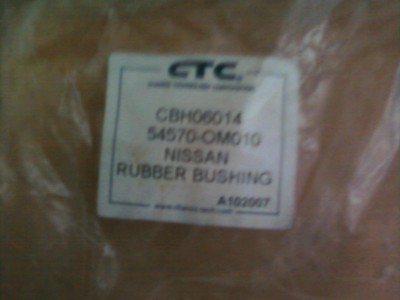 CTC
CBH06014
54570-OM010
NISSAN
RUBBER BUSHING
A102007